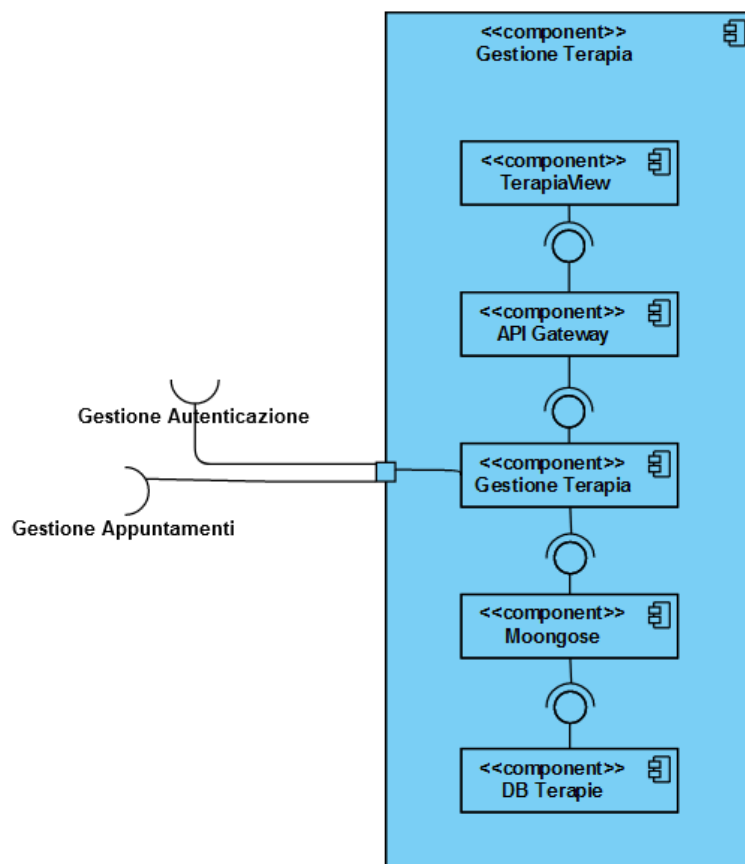 <<component>>
Gestione Terapia
<<component>>
TerapiaView
<<component>>
API Gateway
Gestione Autenticazione
<<component>>
Gestione Terapia
Gestione Appuntamenti
<<component>>
Moongose
<<component>>
DB Terapie